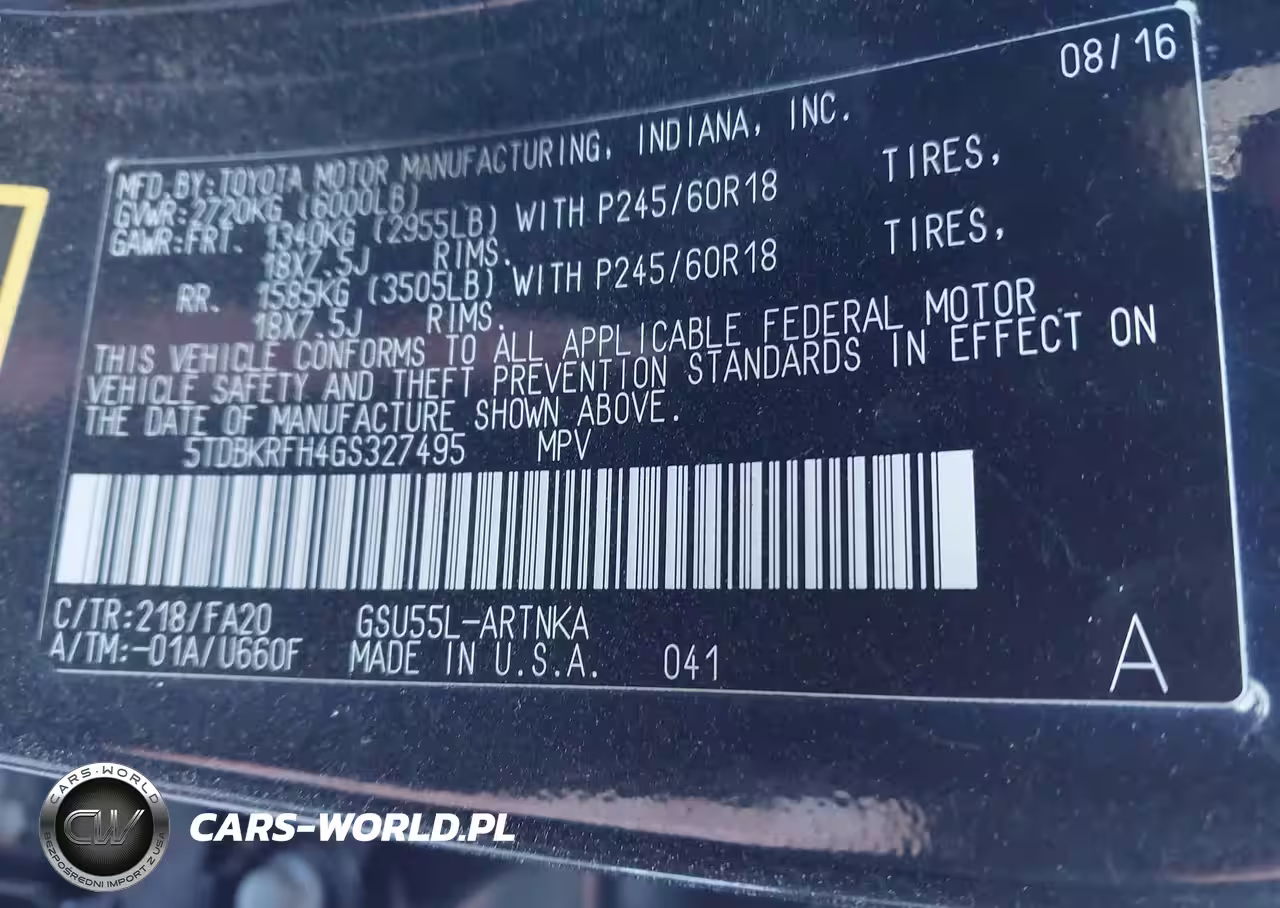 08/16
MFD.BY:TOYOTA MOTOR MANUFACTURING, INDIANA, INC.
GVWR:2720KG (6000LB)
GAWR:FRT. 1340KG (2955LB) WITH P245/60R18 TIRES,
18X7.5J RIMS.
RR. 1585KG (3505LB) WITH P245/60R18 TIRES,
18X7.5J RIMS.
THIS VEHICLE CONFORMS TO ALL APPLICABLE FEDERAL MOTOR
VEHICLE SAFETY AND THEFT PREVENTION STANDARDS IN EFFECT ON
THE DATE OF MANUFACTURE SHOWN ABOVE.
5TDBKRFH4GS327495 MPV
C/TR:218/FA20 GSU55L-ARTNKA
A/TM:-01A/U660F MADE IN U.S.A. 041
A
CARS-WORLD
CW
BEZPOŚREDNI IMPORT Z USA
CARS-WORLD.PL